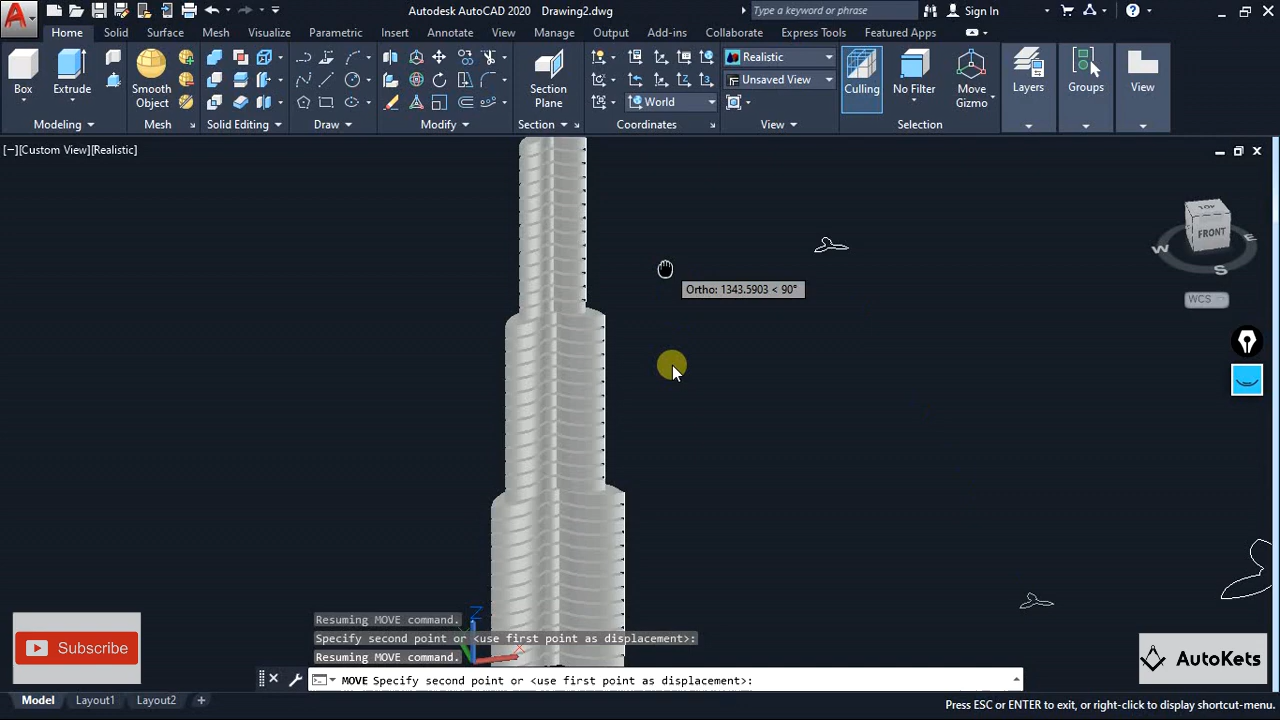 Autodesk AutoCAD 2020 Drawing2.dwg
Type a keyword or phrase
Sign In
Home Solid Surface Mesh Visualize Parametric Insert Annotate View Manage Output Add-ins Collaborate Express Tools Featured Apps
Box
Extrude
Smooth Object
Section Plane
Realistic
Unsaved View
World
Culling
No Filter
Move Gizmo
Layers
Groups
View
Modeling Mesh Solid Editing Draw Modify Section Coordinates View Selection
[−][Custom View][Realistic]
TOP
FRONT
W
E
S
WCS
Ortho: 1343.5903 < 90°
Z
X
Subscribe
AutoKets
Resuming MOVE command.
Specify second point or <use first point as displacement>:
Resuming MOVE command.
MOVE Specify second point or <use first point as displacement>:
Model Layout1 Layout2 +
Press ESC or ENTER to exit, or right-click to display shortcut-menu.